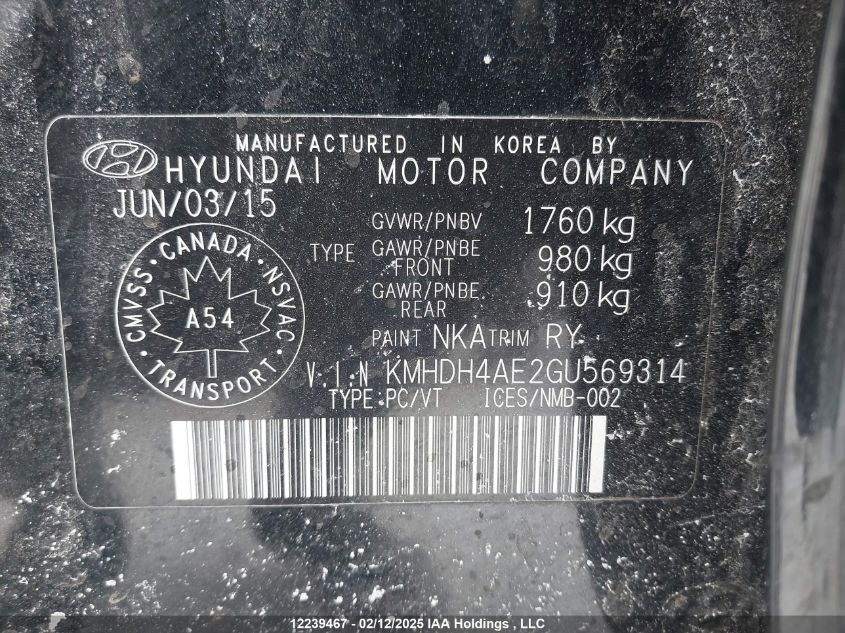 MANUFACTURED IN KOREA BY
HYUNDAI MOTOR COMPANY
JUN/03/15
GVWR/PNBV 1760 kg
TYPE GAWR/PNBE FRONT 980 kg
GAWR/PNBE REAR 910 kg
CMVSS · CANADA · NSVAC
A54
TRANSPORT
PAINT NKA TRIM RY
V.I.N KMHDH4AE2GU569314
TYPE:PC/VT ICES/NMB-002
12239467 - 02/12/2025 IAA Holdings , LLC